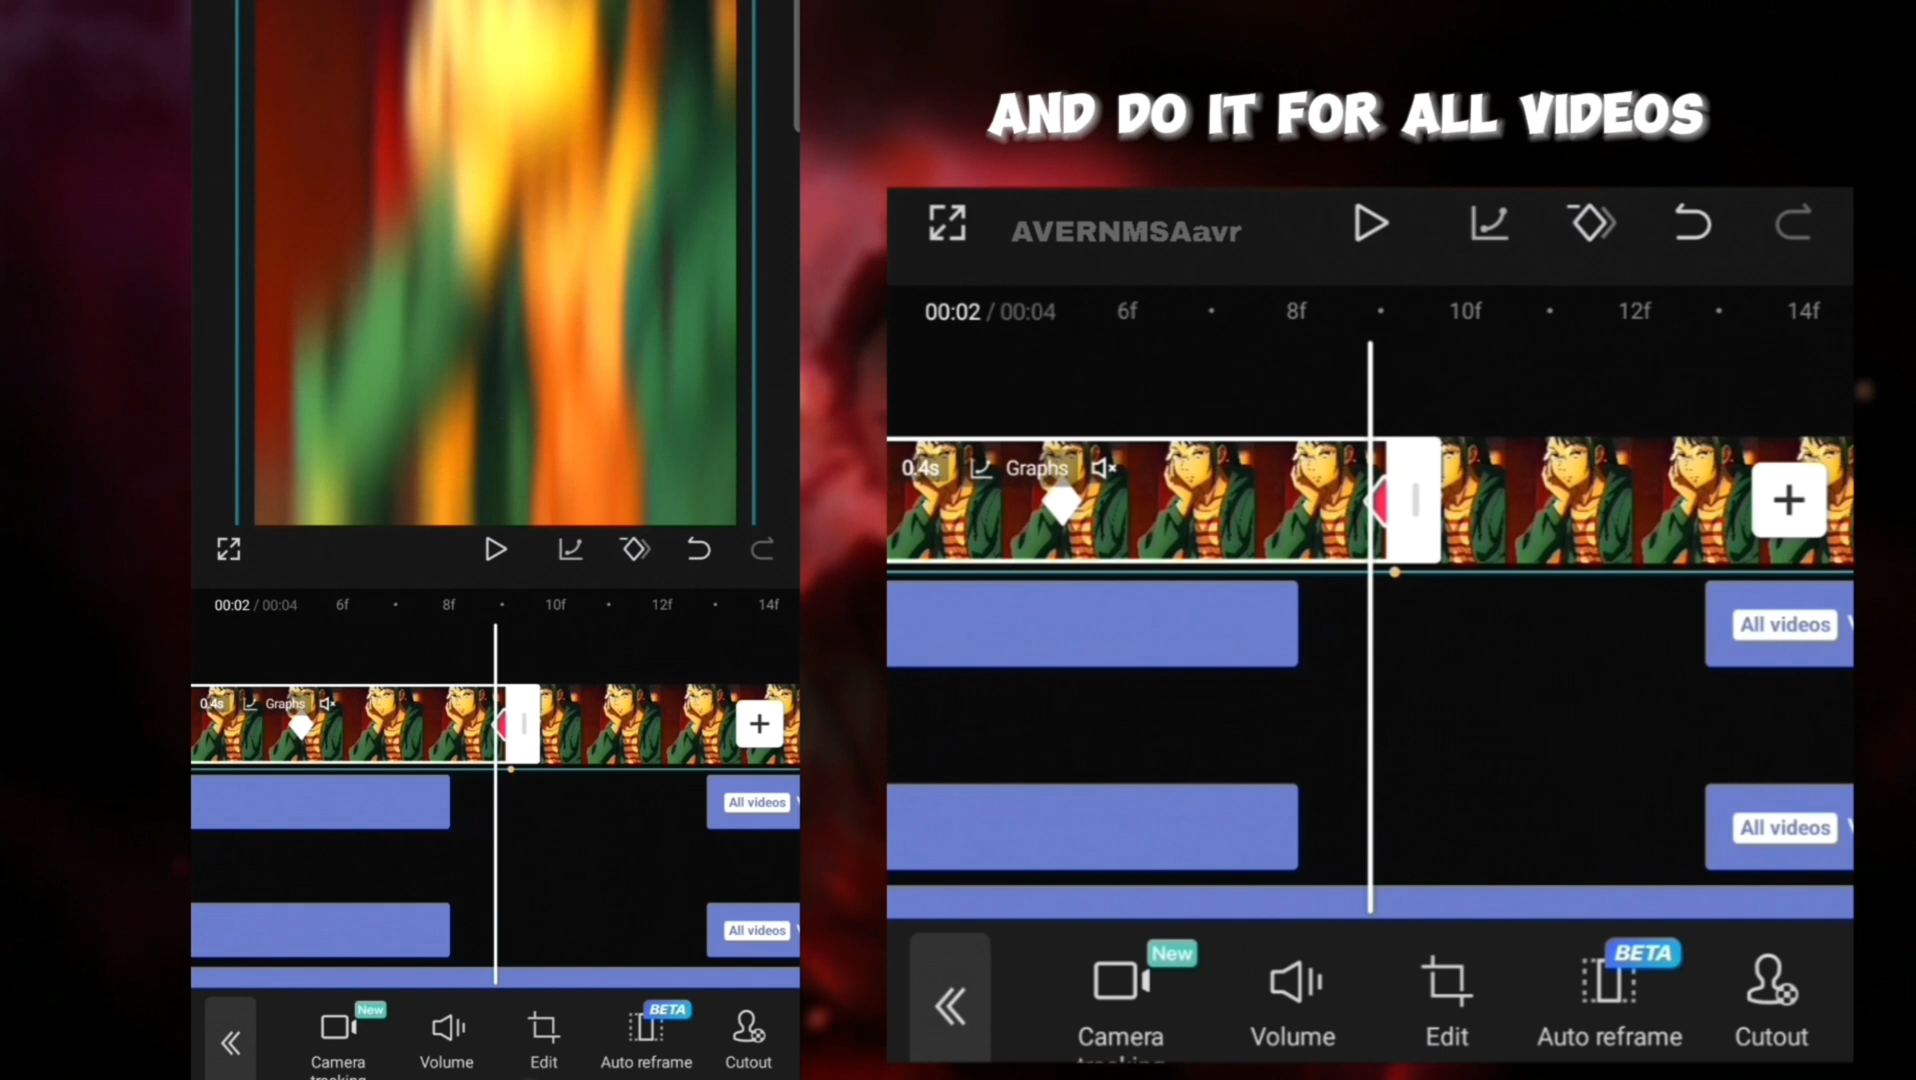 AND DO IT FOR ALL VIDEOS
AVERNMSAavr
00:02 / 00:04 6f 8f 10f 12f 14f
0.4s Graphs
All videos
All videos
New
BETA
Camera
tracking
Volume
Edit
Auto reframe
Cutout
00:02 / 00:04 6f 8f 10f 12f 14f
0.4s Graphs
All videos
All videos
New
BETA
Camera
Volume
Edit
Auto reframe
Cutout